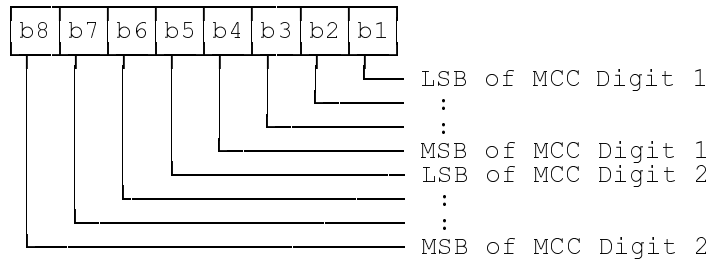 b8 b7 b6 b5 b4 b3 b2 b1
LSB of MCC Digit 1
:
:
MSB of MCC Digit 1
LSB of MCC Digit 2
:
:
MSB of MCC Digit 2